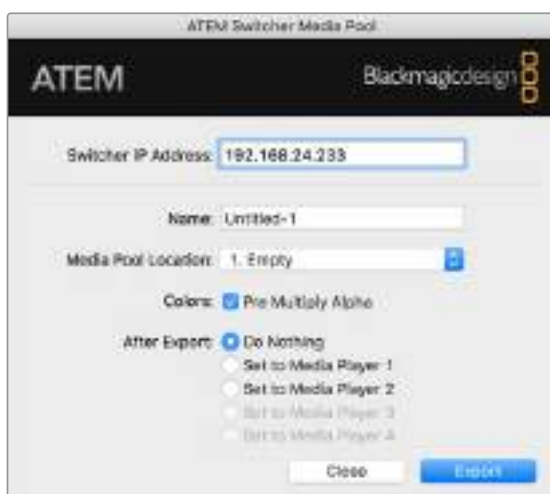 ATEM Switcher Media Pool
ATEM
Blackmagicdesign
Switcher IP Address: 192.168.24.233
Name: Untitled-1
Media Pool Location: 1. Empty
Colors: Pre Multiply Alpha
After Export: Do Nothing
Set to Media Player 1
Set to Media Player 2
Set to Media Player 3
Set to Media Player 4
Close Export